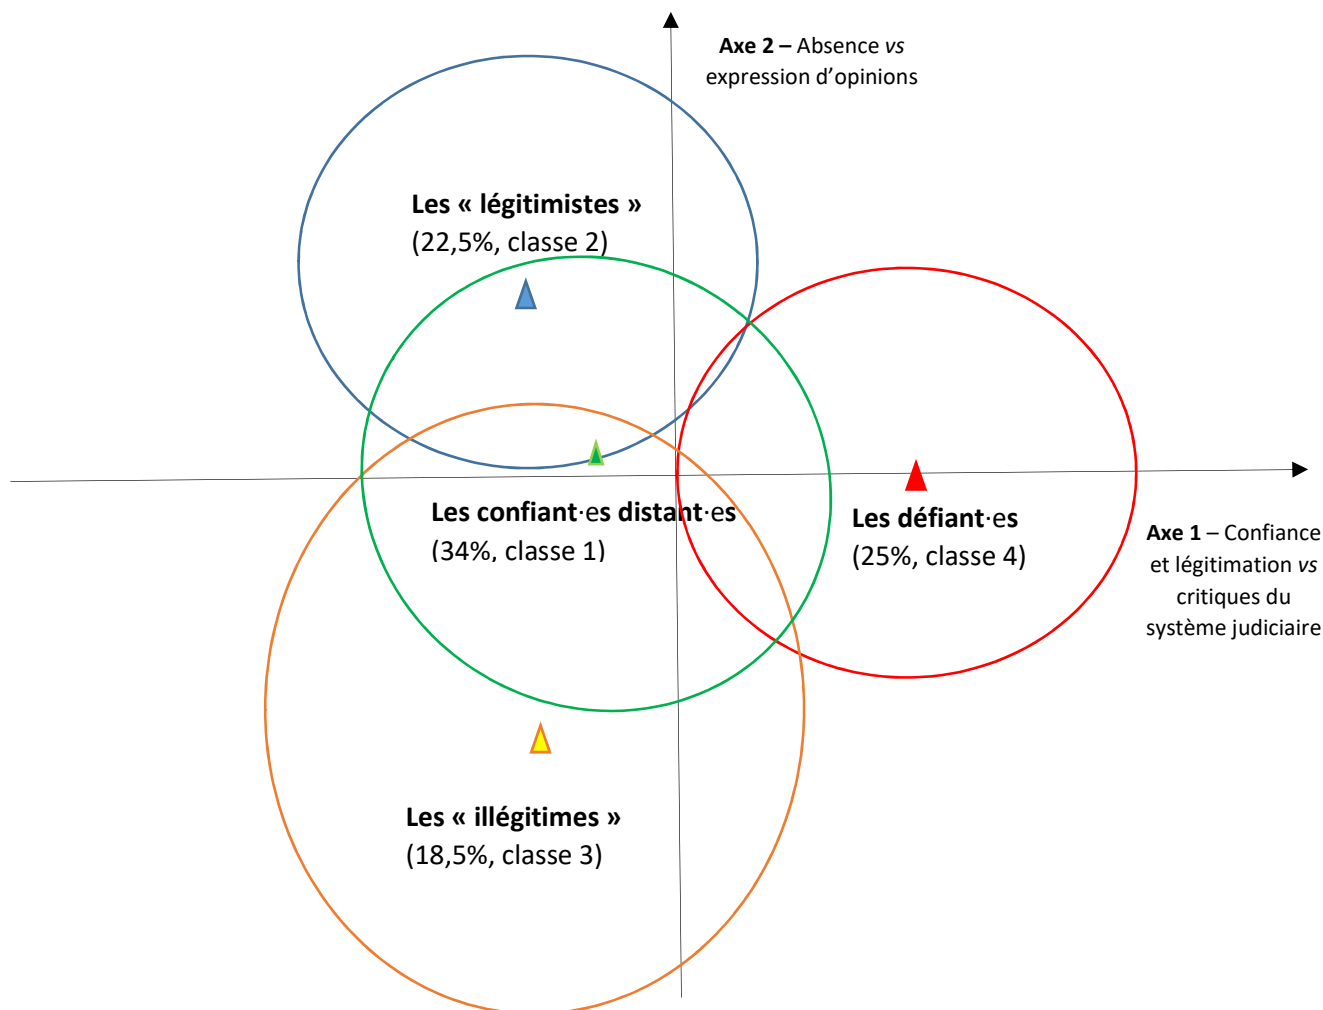 Axe 2 – Absence vs
expression d’opinions
Les « légitimistes »
(22,5%, classe 2)
Les confiant·es distant·es
(34%, classe 1)
Les défiant·es
(25%, classe 4)
Axe 1 – Confiance
et légitimation vs
critiques du
système judiciaire
Les « illégitimes »
(18,5%, classe 3)